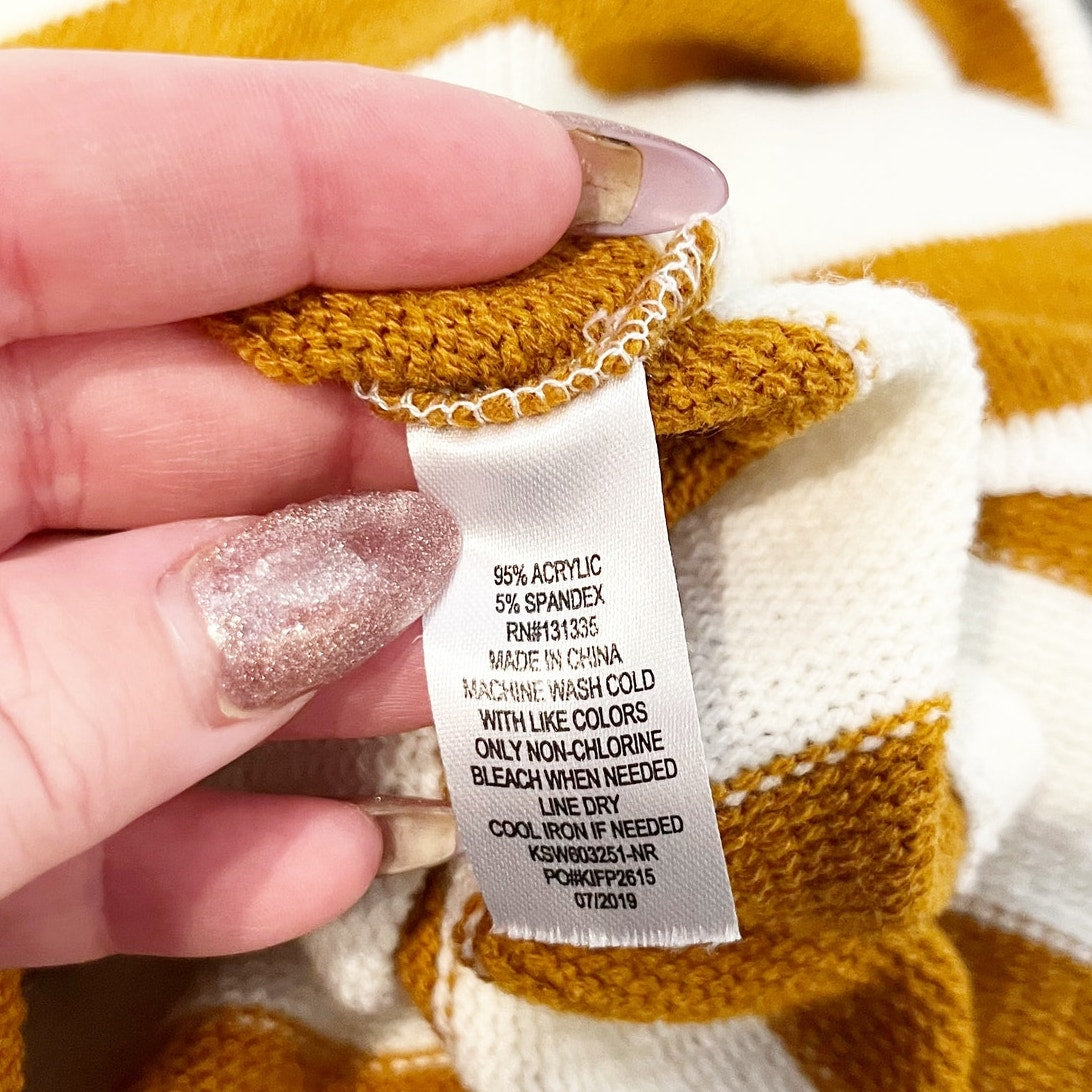 95% ACRYLIC
5% SPANDEX
RN#131335
MADE IN CHINA
MACHINE WASH COLD
WITH LIKE COLORS
ONLY NON-CHLORINE
BLEACH WHEN NEEDED
LINE DRY
COOL IRON IF NEEDED
KSW603251-NR
PO#KIFP2615
07/2019